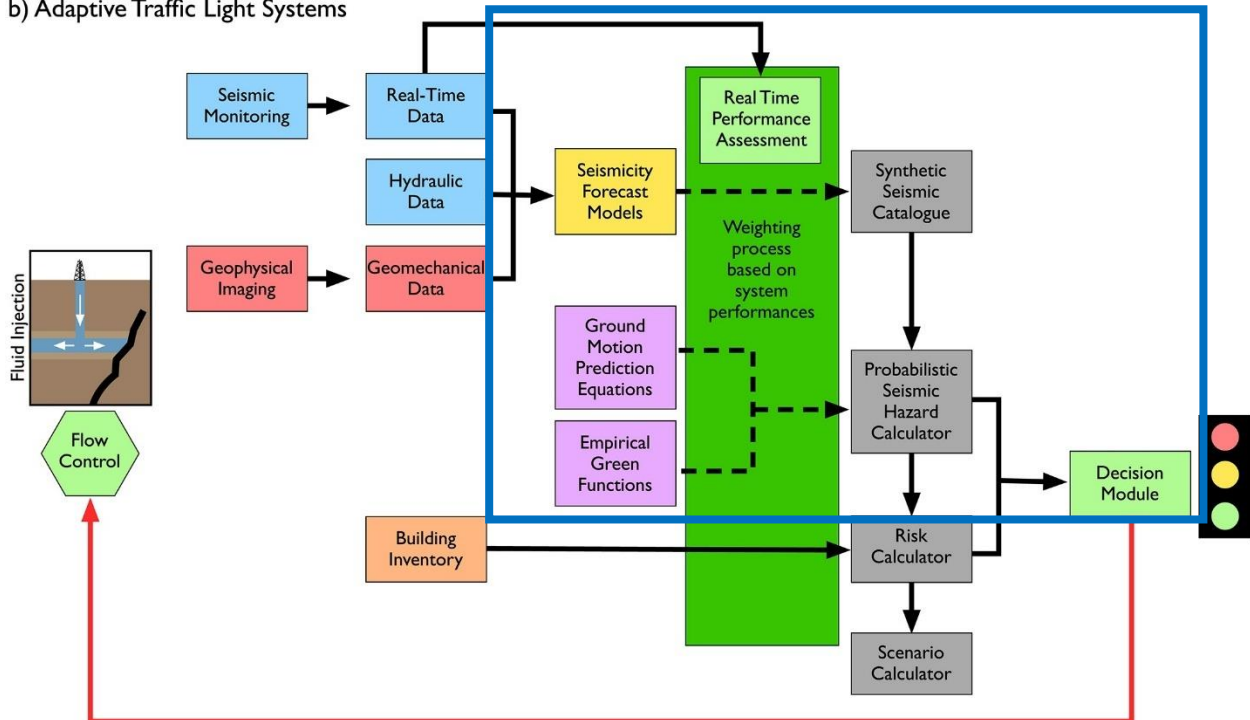 b) Adaptive Traffic Light Systems
Seismic
Monitoring
Real-Time
Data
Real Time
Performance
Assessment
Hydraulic
Data
Seismicity
Forecast
Models
Synthetic
Seismic
Catalogue
Geophysical
Imaging
Geomechanical
Data
Weighting
process
based on
system
performances
Fluid Injection
Ground
Motion
Prediction
Equations
Probabilistic
Seismic
Hazard
Calculator
Flow
Control
Empirical
Green
Functions
Decision
Module
Building
Inventory
Risk
Calculator
Scenario
Calculator